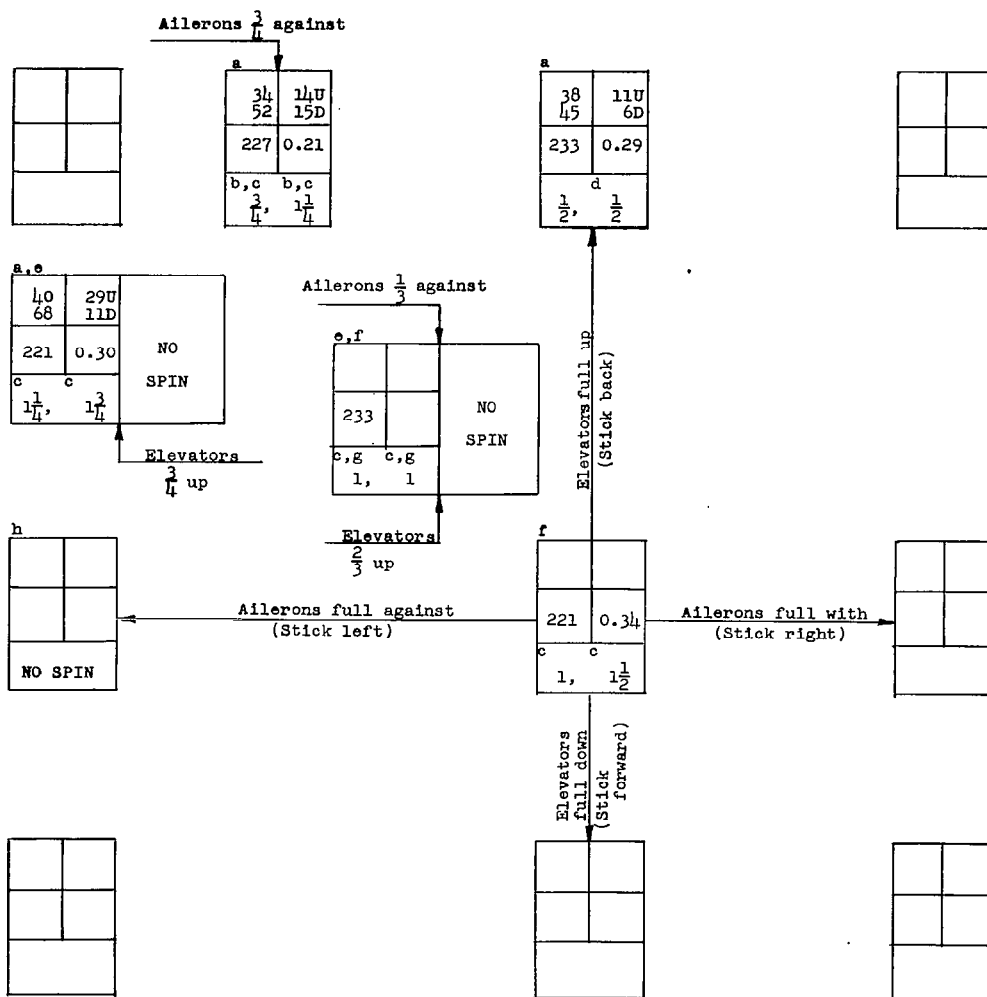 Ailerons 3/4 against
a
34 14U
52 15D
227 0.21
b,c b,c
3/4, 1 1/4
a
38 11U
45 6D
233 0.29
d
1/2, 1/2
a,e
40 29U
68 11D
221 0.30
c c
1 1/4, 1 3/4
NO
SPIN
Elevators
3/4 up
Ailerons 1/3 against
e,f
233
c,g c,g
1, 1
NO
SPIN
Elevators
2/3 up
Elevators full up
(Stick back)
h
NO SPIN
Ailerons full against
(Stick left)
f
221 0.34
c c
1, 1 1/2
Ailerons full with
(Stick right)
Elevators
full down
(Stick
forward)